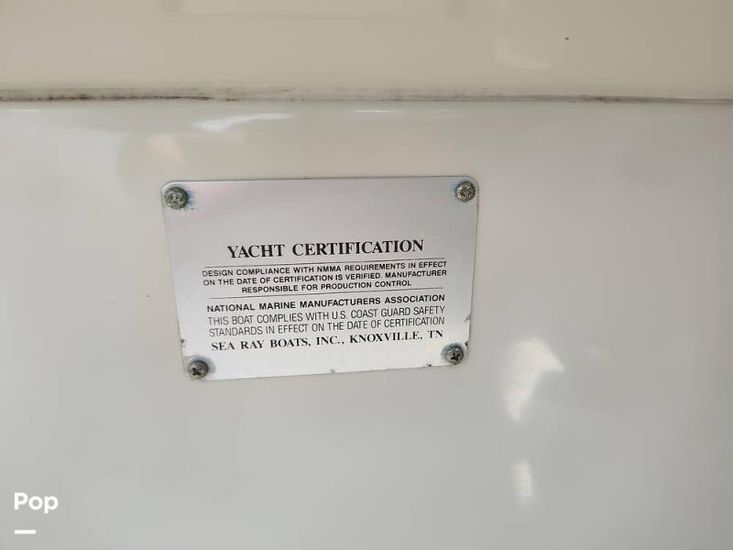 YACHT CERTIFICATION
DESIGN COMPLIANCE WITH NMMA REQUIREMENTS IN EFFECT
ON THE DATE OF CERTIFICATION IS VERIFIED. MANUFACTURER
RESPONSIBLE FOR PRODUCTION CONTROL
NATIONAL MARINE MANUFACTURERS ASSOCIATION
THIS BOAT COMPLIES WITH U.S. COAST GUARD SAFETY
STANDARDS IN EFFECT ON THE DATE OF CERTIFICATION
SEA RAY BOATS, INC., KNOXVILLE, TN
Pop